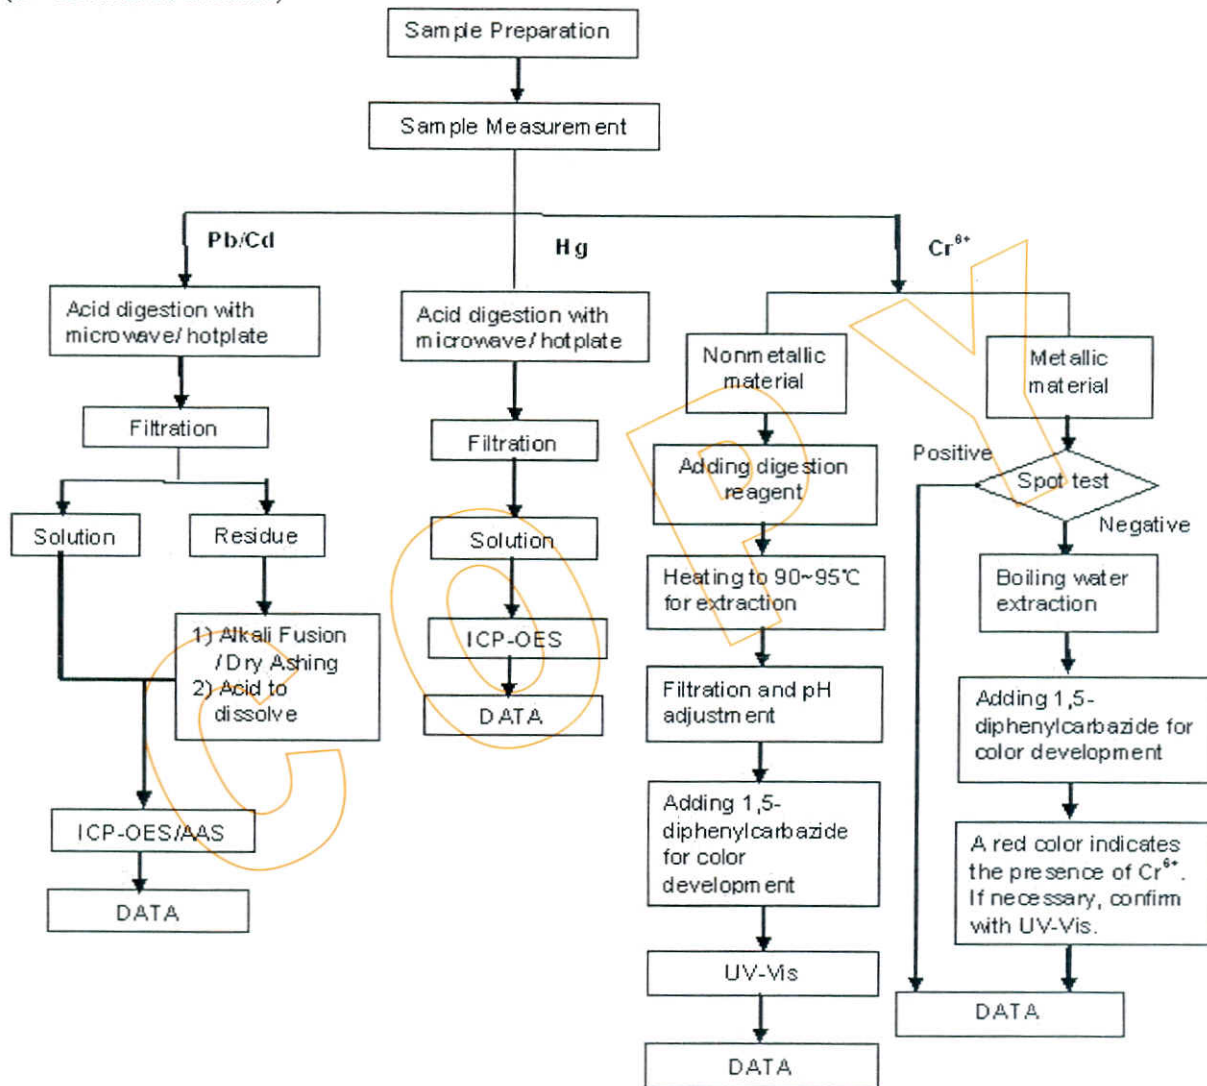 Sample Preparation
Sample Measurement
Pb/Cd
Hg
Cr⁶⁺
Acid digestion with
microwave/ hotplate
Filtration
Solution
Residue
1) Alkali Fusion
/ Dry Ashing
2) Acid to
dissolve
ICP-OES/AAS
DATA
Acid digestion with
microwave/ hotplate
Filtration
Solution
ICP-OES
DATA
Nonmetallic
material
Adding digestion
reagent
Heating to 90~95℃
for extraction
Filtration and pH
adjustment
Adding 1,5-
diphenylcarbazide
for color
development
UV-Vis
DATA
Metallic
material
Positive
Spot test
Negative
Boiling water
extraction
Adding 1,5-
diphenylcarbazide for
color development
A red color indicates
the presence of Cr⁶⁺.
If necessary, confirm
with UV-Vis.
DATA
COPY